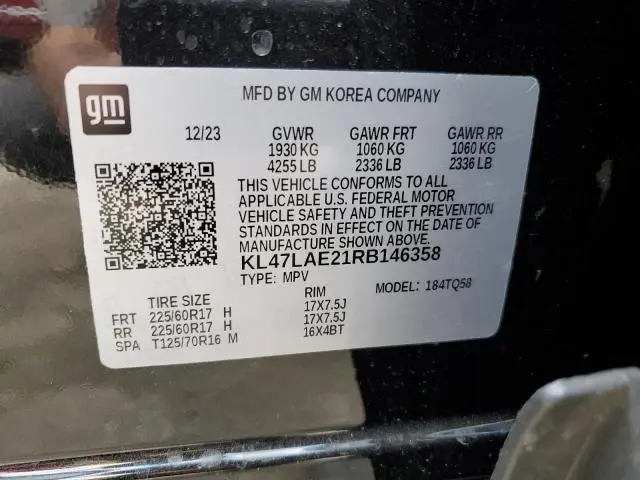 gm
MFD BY GM KOREA COMPANY
12/23 GVWR GAWR FRT GAWR RR
1930 KG 1060 KG 1060 KG
4255 LB 2336 LB 2336 LB
THIS VEHICLE CONFORMS TO ALL
APPLICABLE U.S. FEDERAL MOTOR
VEHICLE SAFETY AND THEFT PREVENTION
STANDARDS IN EFFECT ON THE DATE OF
MANUFACTURE SHOWN ABOVE.
KL47LAE21RB146358
TYPE: MPV MODEL: 184TQ58
TIRE SIZE RIM
FRT 225/60R17 H 17X7.5J
RR 225/60R17 H 17X7.5J
SPA T125/70R16 M 16X4BT